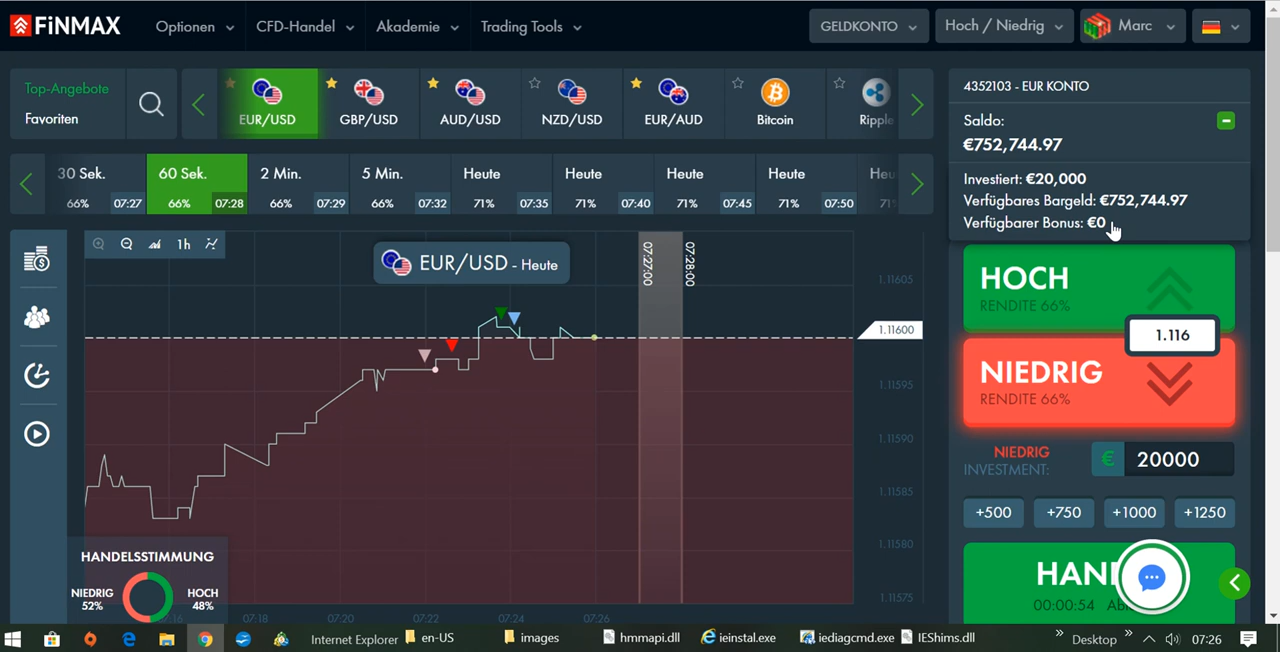 FiNMAX
Optionen
CFD-Handel
Akademie
Trading Tools
GELDKONTO
Hoch / Niedrig
Marc
Top-Angebote
Favoriten
EUR/USD
GBP/USD
AUD/USD
NZD/USD
EUR/AUD
Bitcoin
Ripple
4352103 - EUR KONTO
Saldo:
€752,744.97
Investiert: €20,000
Verfügbares Bargeld: €752,744.97
Verfügbarer Bonus: €0
30 Sek.
66% 07:27
60 Sek.
66% 07:28
2 Min.
66% 07:29
5 Min.
66% 07:32
Heute
71% 07:35
Heute
71% 07:40
Heute
71% 07:45
Heute
71% 07:50
Heu
71%
1h
EUR/USD - Heute
07:27:00
07:28:00
1.11605
1.11600
1.11595
1.11590
1.11585
1.11580
1.11575
HOCH
RENDITE 66%
1.116
NIEDRIG
RENDITE 66%
NIEDRIG
INVESTMENT:
€ 20000
+500 +750 +1000 +1250
HAN
00:00:54
HANDELSSTIMMUNG
NIEDRIG
52%
HOCH
48%
07:18 07:20 07:22 07:24 07:26
Internet Explorer
en-US
images
hmmapi.dll
ieinstal.exe
iediagcmd.exe
IEShims.dll
Desktop
07:26